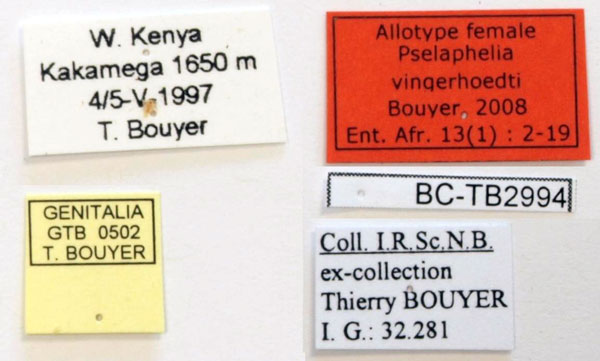 W. Kenya
Kakamega 1650 m
4/5-V-1997
T. Bouyer
Allotype female
Pselaphelia
vingerhoedti
Bouyer, 2008
Ent. Afr. 13(1) : 2-19
BC-TB2994
GENITALIA
GTB 0502
T. BOUYER
Coll. I.R.Sc.N.B.
ex-collection
Thierry BOUYER
I. G.: 32.281